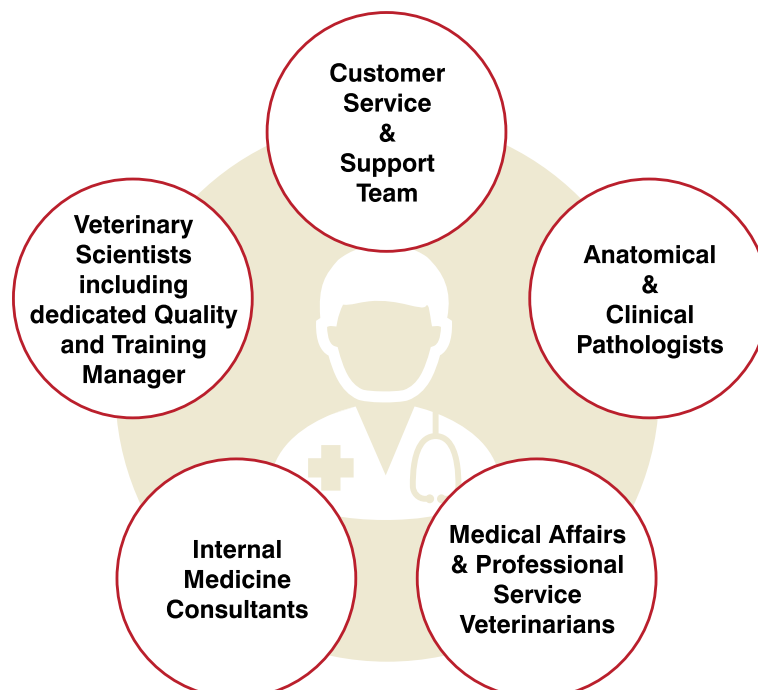 Customer
Service
&
Support
Team
Veterinary
Scientists
including
dedicated Quality
and Training
Manager
Anatomical
&
Clinical
Pathologists
Internal
Medicine
Consultants
Medical Affairs
& Professional
Service
Veterinarians